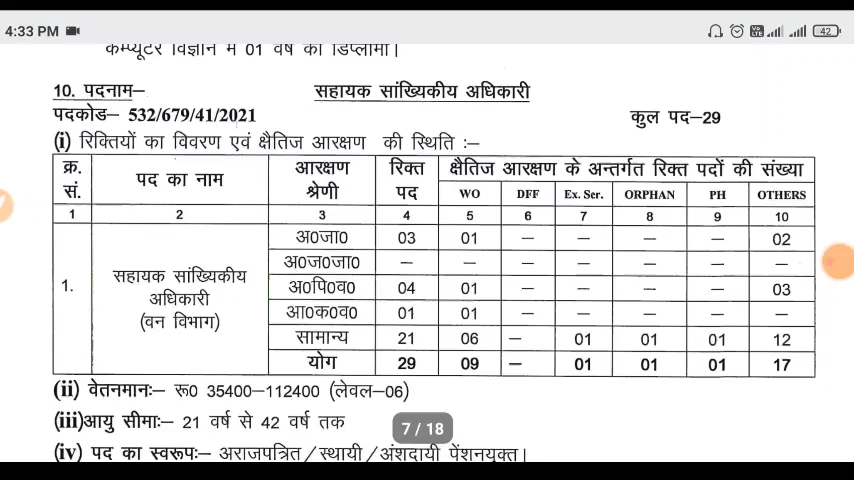 4:33 PM 42
कम्प्यूटर विज्ञान में 01 वर्ष का डिप्लोमा।
10. पदनाम– सहायक सांख्यिकीय अधिकारी
पदकोड– 532/679/41/2021 कुल पद–29
(i) रिक्तियों का विवरण एवं क्षैतिज आरक्षण की स्थिति :–
क्र. सं. पद का नाम आरक्षण श्रेणी रिक्त पद क्षैतिज आरक्षण के अन्तर्गत रिक्त पदों की संख्या
WO DFF Ex. Ser. ORPHAN PH OTHERS
1 2 3 4 5 6 7 8 9 10
1. सहायक सांख्यिकीय अधिकारी (वन विभाग)
अ0जा0 03 01 – – – – 02
अ0ज0जा0 – – – – – – –
अ0पि0व0 04 01 – – – – 03
आ0क0व0 01 01 – – – – –
सामान्य 21 06 – 01 01 01 12
योग 29 09 – 01 01 01 17
(ii) वेतनमानः– रू0 35400–112400 (लेवल–06)
(iii)आयु सीमाः– 21 वर्ष से 42 वर्ष तक
7 / 18
(iv) पद का स्वरूपः– अराजपत्रित/स्थायी/अंशदायी पेंशनयुक्त।